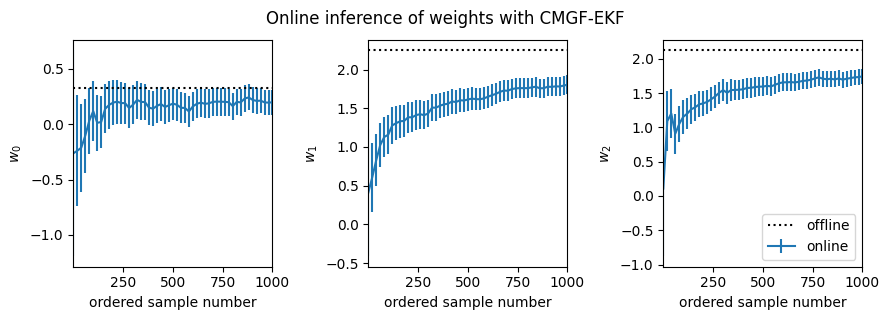 Online inference of weights with CMGF-EKF
0.5
0.0
−0.5
−1.0
w0
250 500 750 1000
ordered sample number
2.0
1.5
1.0
0.5
0.0
−0.5
w1
250 500 750 1000
ordered sample number
2.0
1.5
1.0
0.5
0.0
−0.5
−1.0
w2
250 500 750 1000
ordered sample number
offline
online